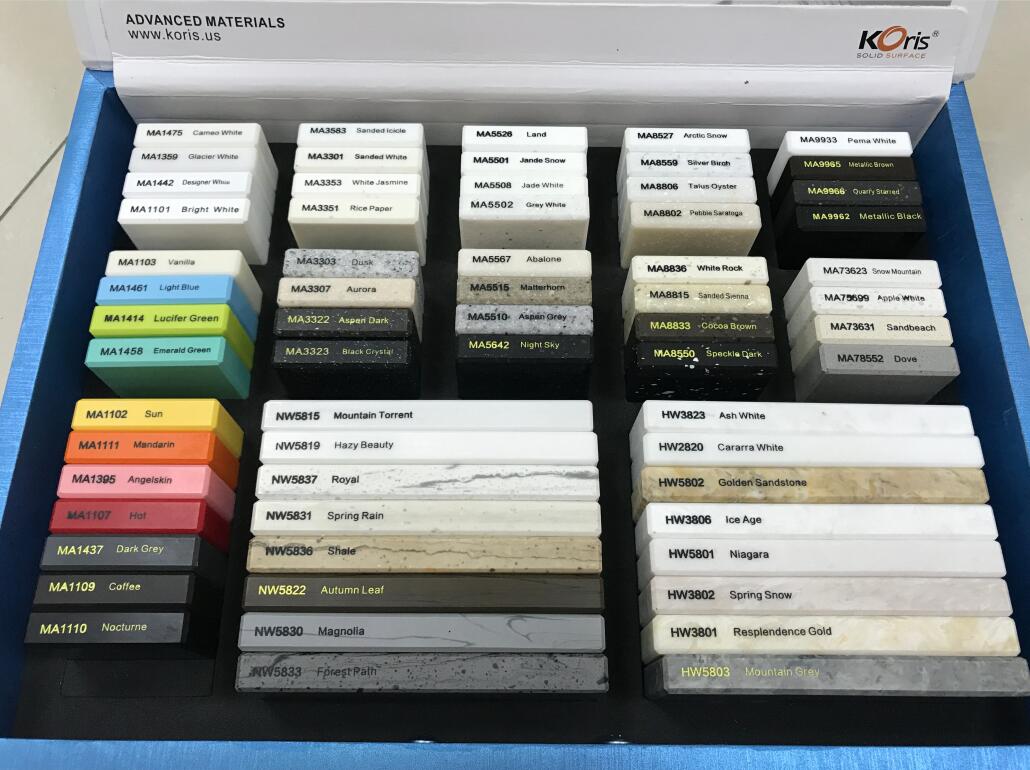 ADVANCED MATERIALS
www.koris.us
KOris®
SOLID SURFACE
MA1475 Cameo White
MA1359 Glacier White
MA1442 Designer White
MA1101 Bright White
MA3583 Sanded Icicle
MA3301 Sanded White
MA3353 White Jasmine
MA3351 Rice Paper
MA5526 Land
MA5501 Jande Snow
MA5508 Jade White
MA5502 Grey White
MA8527 Arctic Snow
MA8559 Silver Birch
MA8806 Talus Oyster
MA8802 Pebble Saratoga
MA9933 Pema White
MA9965 Metallic Brown
MA9966 Quarry Starred
MA9962 Metallic Black
MA1103 Vanilla
MA1461 Light Blue
MA1414 Lucifer Green
MA1458 Emerald Green
MA3303 Dusk
MA3307 Aurora
MA3322 Aspen Dark
MA3323 Black Crystal
MA5567 Abalone
MA5515 Matterhorn
MA5510 Aspen Grey
MA5642 Night Sky
MA8836 White Rock
MA8815 Sanded Sienna
MA8833 Cocoa Brown
MA8550 Speckle Dark
MA73623 Snow Mountain
MA75699 Apple White
MA73631 Sandbeach
MA78552 Dove
MA1102 Sun
MA1111 Mandarin
MA1395 Angelskin
MA1107 Hot
MA1437 Dark Grey
MA1109 Coffee
MA1110 Nocturne
NW5815 Mountain Torrent
NW5819 Hazy Beauty
NW5837 Royal
NW5831 Spring Rain
NW5836 Shale
NW5822 Autumn Leaf
NW5830 Magnolia
NW5833 Forest Path
HW3823 Ash White
HW2820 Cararra White
HW5802 Golden Sandstone
HW3806 Ice Age
HW5801 Niagara
HW3802 Spring Snow
HW3801 Resplendence Gold
HW5803 Mountain Grey